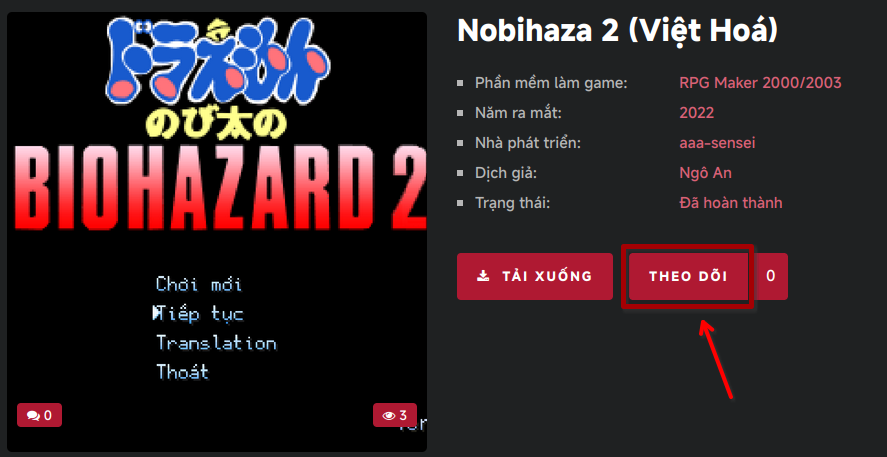 ドラえもん
のび太の
BIOHAZARD 2
Chơi mới
Tiếp tục
Translation
Thoát
0
3
Nobihaza 2 (Việt Hoá)
Phần mềm làm game: RPG Maker 2000/2003
Năm ra mắt: 2022
Nhà phát triển: aaa-sensei
Dịch giả: Ngô An
Trạng thái: Đã hoàn thành
TẢI XUỐNG
THEO DÕI 0